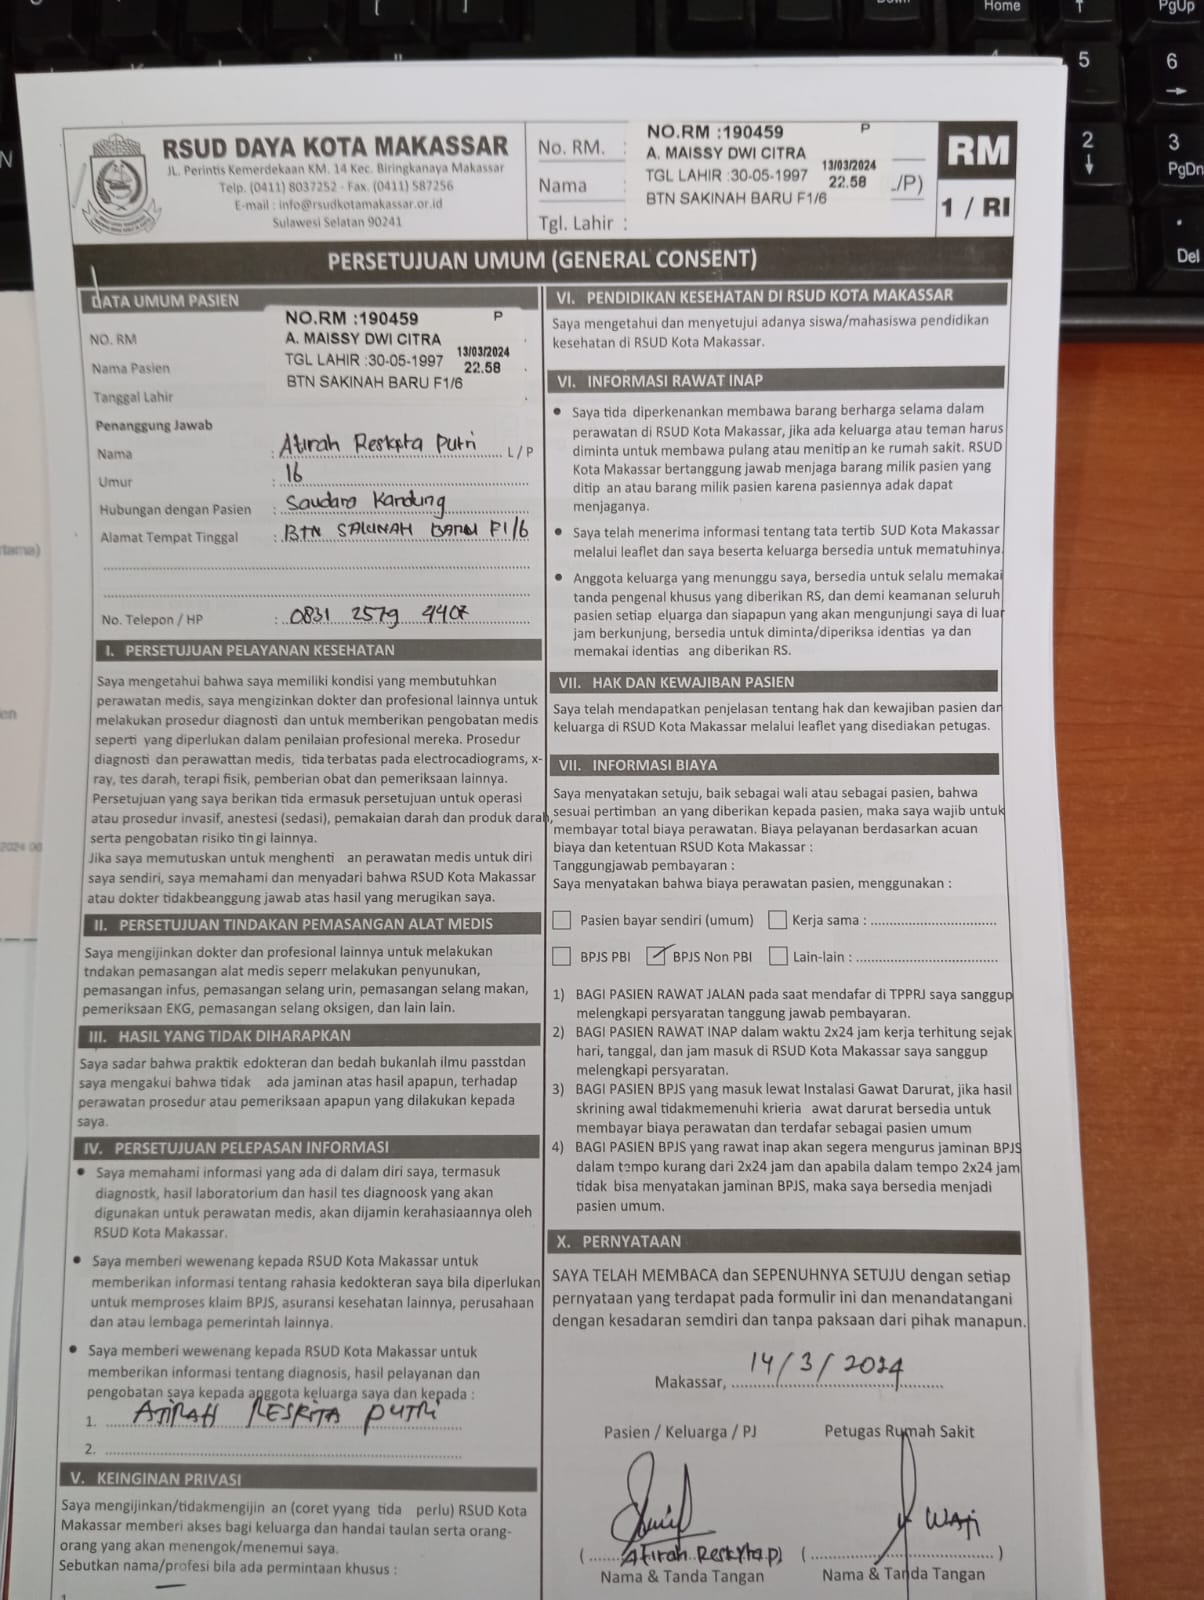 RSUD DAYA KOTA MAKASSAR
JL. Perintis Kemerdekaan KM. 14 Kec. Biringkanaya Makassar
Telp. (0411) 8037252 - Fax. (0411) 587256
E-mail : info@rsudkotamakassar.or.id
Sulawesi Selatan 90241
No. RM. :
Nama :
Tgl. Lahir :
NO.RM :190459 P
A. MAISSY DWI CITRA
TGL LAHIR :30-05-1997 13/03/2024
22.58
BTN SAKINAH BARU F1/6
/P)
RM
1 / RI
PERSETUJUAN UMUM (GENERAL CONSENT)
DATA UMUM PASIEN
NO. RM
Nama Pasien
Tanggal Lahir
NO.RM :190459 P
A. MAISSY DWI CITRA
TGL LAHIR :30-05-1997 13/03/2024
22.58
BTN SAKINAH BARU F1/6
Penanggung Jawab
Nama : Atirah Reskyta Putri L / P
Umur : 16
Hubungan dengan Pasien : Saudara Kandung
Alamat Tempat Tinggal : BTN SAKINAH BARU F1/6
No. Telepon / HP : 0831 2579 4407
I. PERSETUJUAN PELAYANAN KESEHATAN
Saya mengetahui bahwa saya memiliki kondisi yang membutuhkan
perawatan medis, saya mengizinkan dokter dan profesional lainnya untuk
melakukan prosedur diagnosti dan untuk memberikan pengobatan medis
seperti yang diperlukan dalam penilaian profesional mereka. Prosedur
diagnosti dan perawattan medis, tida terbatas pada electrocadiograms, x-
ray, tes darah, terapi fisik, pemberian obat dan pemeriksaan lainnya.
Persetujuan yang saya berikan tida ermasuk persetujuan untuk operasi
atau prosedur invasif, anestesi (sedasi), pemakaian darah dan produk darah,
serta pengobatan risiko tin gi lainnya.
Jika saya memutuskan untuk menghenti an perawatan medis untuk diri
saya sendiri, saya memahami dan menyadari bahwa RSUD Kota Makassar
atau dokter tidakbeanggung jawab atas hasil yang merugikan saya.
II. PERSETUJUAN TINDAKAN PEMASANGAN ALAT MEDIS
Saya mengijinkan dokter dan profesional lainnya untuk melakukan
tndakan pemasangan alat medis seperr melakukan penyunukan,
pemasangan infus, pemasangan selang urin, pemasangan selang makan,
pemeriksaan EKG, pemasangan selang oksigen, dan lain lain.
III. HASIL YANG TIDAK DIHARAPKAN
Saya sadar bahwa praktik edokteran dan bedah bukanlah ilmu passtdan
saya mengakui bahwa tidak ada jaminan atas hasil apapun, terhadap
perawatan prosedur atau pemeriksaan apapun yang dilakukan kepada
saya.
IV. PERSETUJUAN PELEPASAN INFORMASI
• Saya memahami informasi yang ada di dalam diri saya, termasuk
diagnostk, hasil laboratorium dan hasil tes diagnoosk yang akan
digunakan untuk perawatan medis, akan dijamin kerahasiaannya oleh
RSUD Kota Makassar.
• Saya memberi wewenang kepada RSUD Kota Makassar untuk
memberikan informasi tentang rahasia kedokteran saya bila diperlukan
untuk memproses klaim BPJS, asuransi kesehatan lainnya, perusahaan
dan atau lembaga pemerintah lainnya.
• Saya memberi wewenang kepada RSUD Kota Makassar untuk
memberikan informasi tentang diagnosis, hasil pelayanan dan
pengobatan saya kepada anggota keluarga saya dan kepada :
1. ATIRAH RESKITA PUTRI
2.
V. KEINGINAN PRIVASI
Saya mengijinkan/tidakmengijin an (coret yyang tida perlu) RSUD Kota
Makassar memberi akses bagi keluarga dan handai taulan serta orang-
orang yang akan menengok/menemui saya.
Sebutkan nama/profesi bila ada permintaan khusus :
VI. PENDIDIKAN KESEHATAN DI RSUD KOTA MAKASSAR
Saya mengetahui dan menyetujui adanya siswa/mahasiswa pendidikan
kesehatan di RSUD Kota Makassar.
VI. INFORMASI RAWAT INAP
• Saya tida diperkenankan membawa barang berharga selama dalam
perawatan di RSUD Kota Makassar, jika ada keluarga atau teman harus
diminta untuk membawa pulang atau menitip an ke rumah sakit. RSUD
Kota Makassar bertanggung jawab menjaga barang milik pasien yang
ditip an atau barang milik pasien karena pasiennya adak dapat
menjaganya.
• Saya telah menerima informasi tentang tata tertib SUD Kota Makassar
melalui leaflet dan saya beserta keluarga bersedia untuk mematuhinya.
• Anggota keluarga yang menunggu saya, bersedia untuk selalu memakai
tanda pengenal khusus yang diberikan RS, dan demi keamanan seluruh
pasien setiap eluarga dan siapapun yang akan mengunjungi saya di luar
jam berkunjung, bersedia untuk diminta/diperiksa identias ya dan
memakai identias ang diberikan RS.
VII. HAK DAN KEWAJIBAN PASIEN
Saya telah mendapatkan penjelasan tentang hak dan kewajiban pasien dan
keluarga di RSUD Kota Makassar melalui leaflet yang disediakan petugas.
VII. INFORMASI BIAYA
Saya menyatakan setuju, baik sebagai wali atau sebagai pasien, bahwa
sesuai pertimban an yang diberikan kepada pasien, maka saya wajib untuk
membayar total biaya perawatan. Biaya pelayanan berdasarkan acuan
biaya dan ketentuan RSUD Kota Makassar :
Tanggungjawab pembayaran :
Saya menyatakan bahwa biaya perawatan pasien, menggunakan :
Pasien bayar sendiri (umum) Kerja sama :
BPJS PBI BPJS Non PBI Lain-lain :
1) BAGI PASIEN RAWAT JALAN pada saat mendafar di TPPRJ saya sanggup
melengkapi persyaratan tanggung jawab pembayaran.
2) BAGI PASIEN RAWAT INAP dalam waktu 2x24 jam kerja terhitung sejak
hari, tanggal, dan jam masuk di RSUD Kota Makassar saya sanggup
melengkapi persyaratan.
3) BAGI PASIEN BPJS yang masuk lewat Instalasi Gawat Darurat, jika hasil
skrining awal tidakmemenuhi krieria awat darurat bersedia untuk
membayar biaya perawatan dan terdafar sebagai pasien umum
4) BAGI PASIEN BPJS yang rawat inap akan segera mengurus jaminan BPJS
dalam tempo kurang dari 2x24 jam dan apabila dalam tempo 2x24 jam
tidak bisa menyatakan jaminan BPJS, maka saya bersedia menjadi
pasien umum.
X. PERNYATAAN
SAYA TELAH MEMBACA dan SEPENUHNYA SETUJU dengan setiap
pernyataan yang terdapat pada formulir ini dan menandatangani
dengan kesadaran semdiri dan tanpa paksaan dari pihak manapun.
Makassar, 14/3/2024
Pasien / Keluarga / PJ Petugas Rumah Sakit
WATI
(Atirah Reskyta P) ( )
Nama & Tanda Tangan Nama & Tanda Tangan
Home
PgUp
5
6
2
3
PgDn
Del